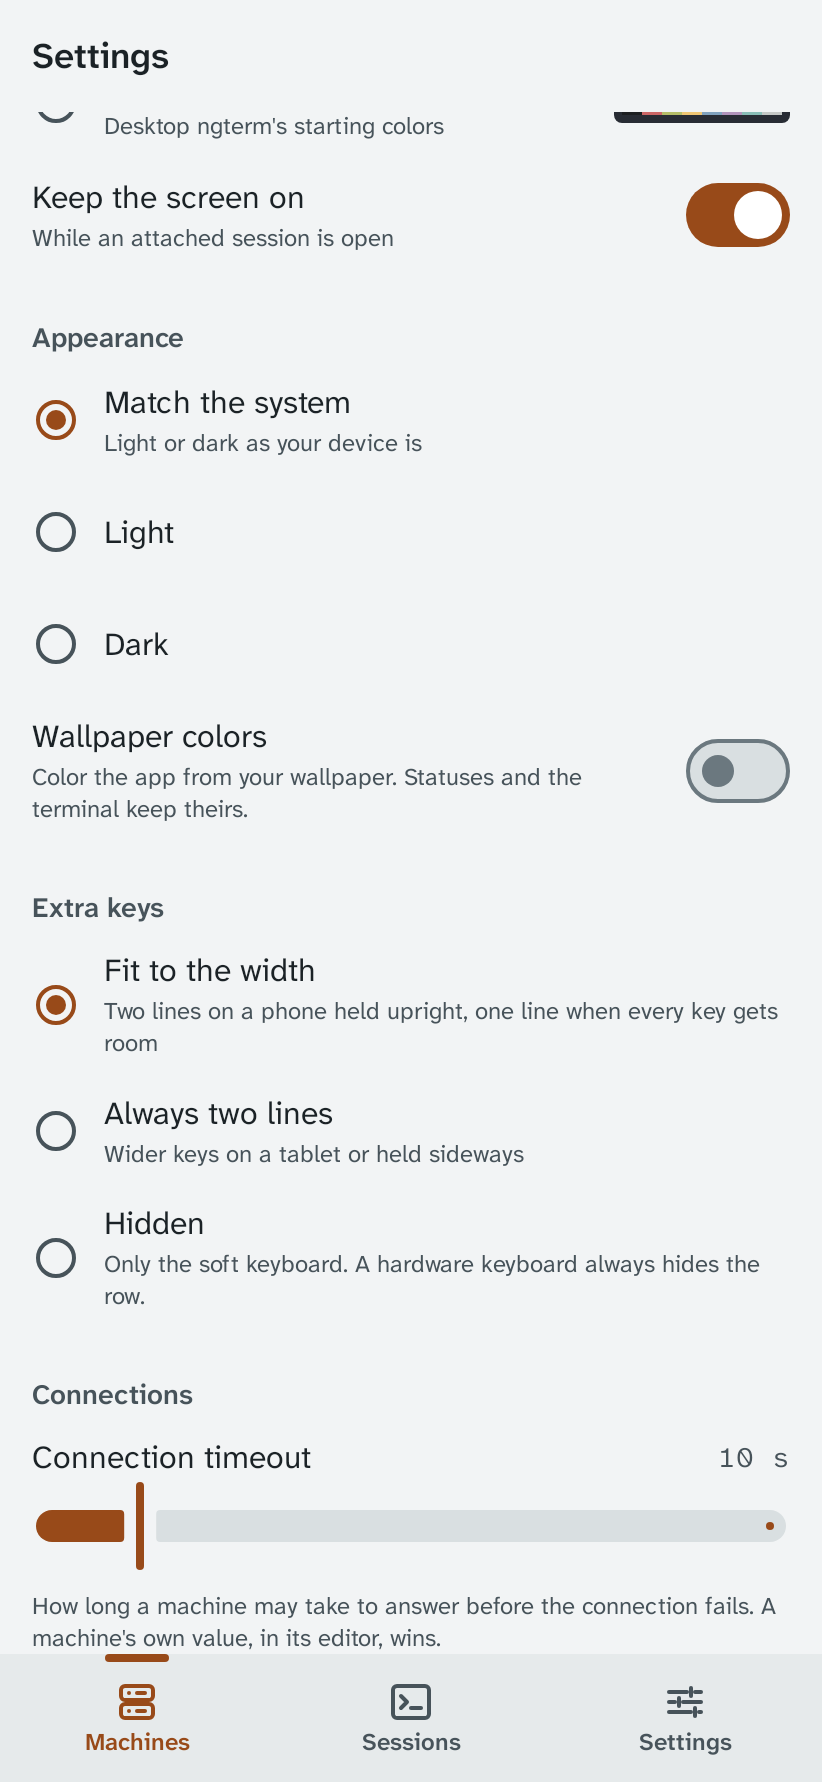 Settings
Desktop ngterm's starting colors
Keep the screen on
While an attached session is open
Appearance
Match the system
Light or dark as your device is
Light
Dark
Wallpaper colors
Color the app from your wallpaper. Statuses and the
terminal keep theirs.
Extra keys
Fit to the width
Two lines on a phone held upright, one line when every key gets
room
Always two lines
Wider keys on a tablet or held sideways
Hidden
Only the soft keyboard. A hardware keyboard always hides the
row.
Connections
Connection timeout
10 s
How long a machine may take to answer before the connection fails. A
machine's own value, in its editor, wins.
Machines
Sessions
Settings